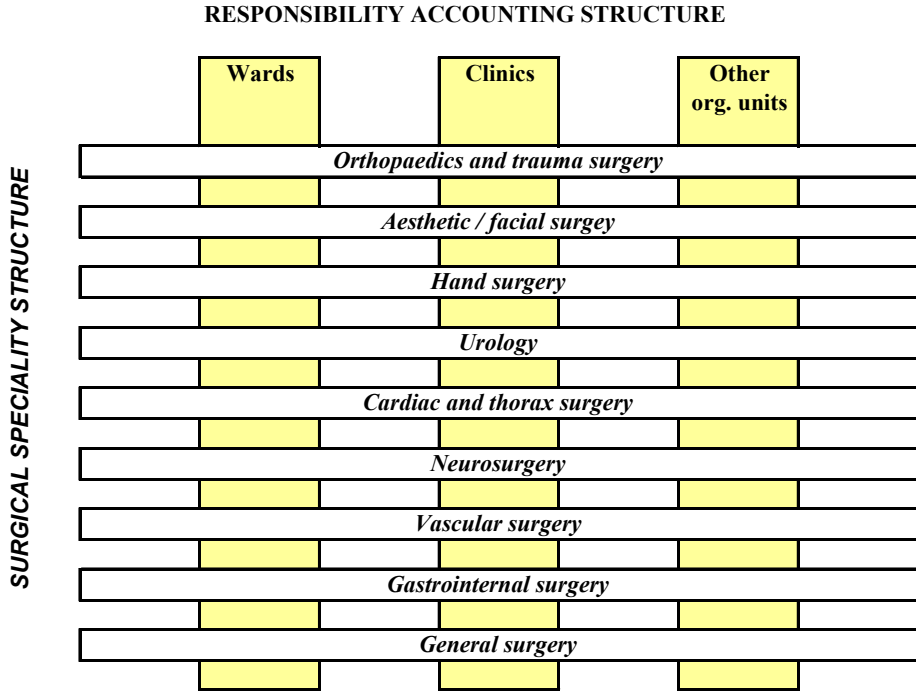 RESPONSIBILITY ACCOUNTING STRUCTURE
Wards
Clinics
Other
org. units
SURGICAL SPECIALITY STRUCTURE
Orthopaedics and trauma surgery
Aesthetic / facial surgey
Hand surgery
Urology
Cardiac and thorax surgery
Neurosurgery
Vascular surgery
Gastrointernal surgery
General surgery